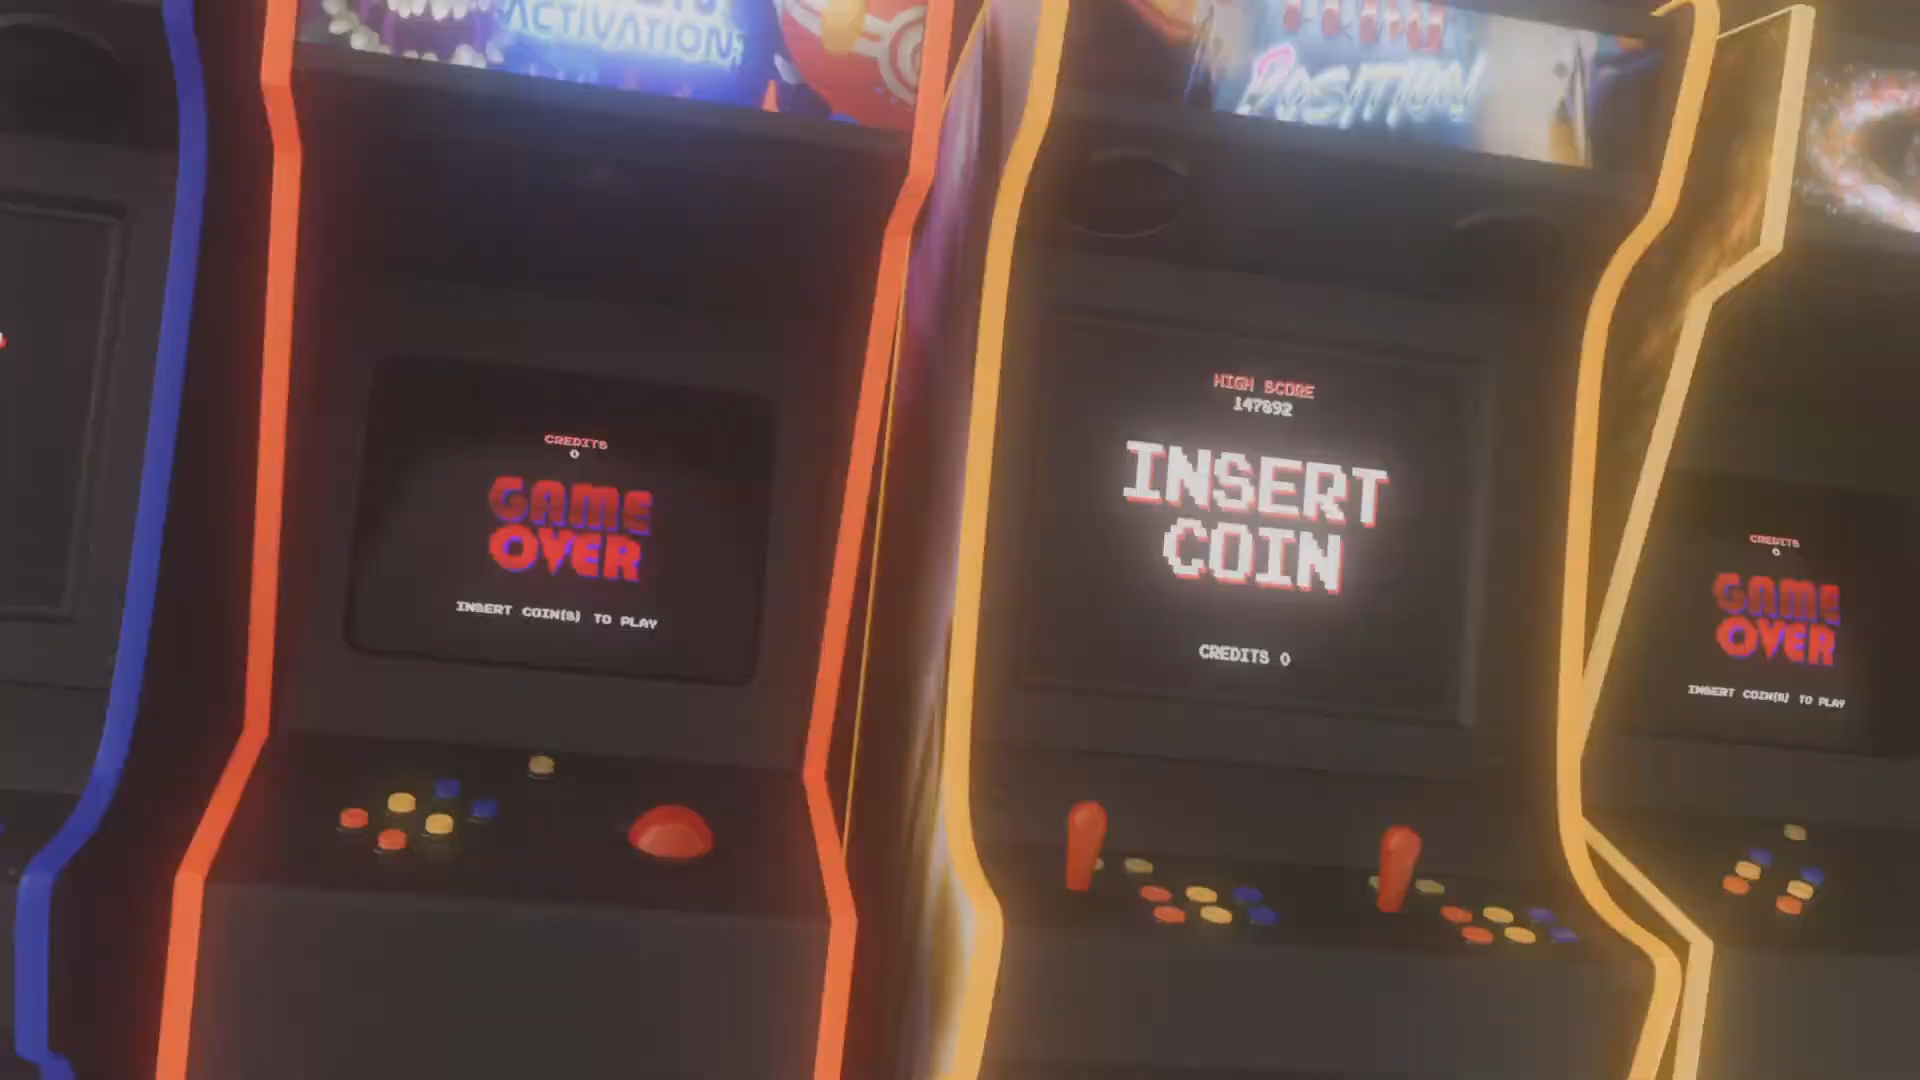 ACTIVATION
POSITION
CREDITS
0
GAME
OVER
INSERT COIN(S) TO PLAY
HIGH SCORE
147892
INSERT
COIN
CREDITS 0
CREDITS
0
GAME
OVER
INSERT COIN(S) TO PLAY